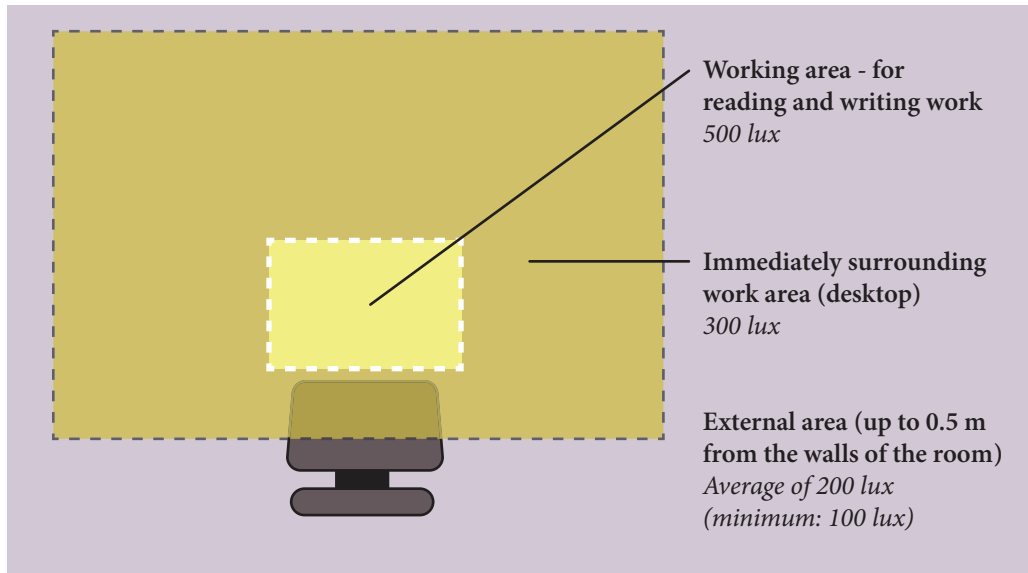 Working area - for
reading and writing work
500 lux
Immediately surrounding
work area (desktop)
300 lux
External area (up to 0.5 m
from the walls of the room)
Average of 200 lux
(minimum: 100 lux)